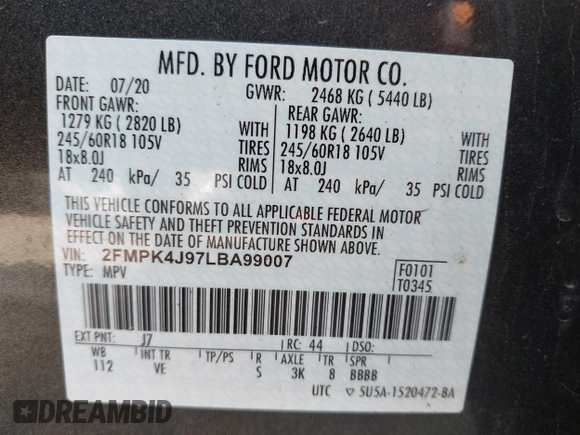 MFD. BY FORD MOTOR CO.
DATE: 07/20 GVWR: 2468 KG ( 5440 LB)
FRONT GAWR: REAR GAWR:
1279 KG ( 2820 LB) WITH 1198 KG ( 2640 LB) WITH
245/60R18 105V TIRES 245/60R18 105V TIRES
18x8.0J RIMS 18x8.0J RIMS
AT 240 kPa/ 35 PSI COLD AT 240 kPa/ 35 PSI COLD
THIS VEHICLE CONFORMS TO ALL APPLICABLE FEDERAL MOTOR
VEHICLE SAFETY AND THEFT PREVENTION STANDARDS IN
EFFECT ON THE DATE OF MANUFACTURE SHOWN ABOVE.
VIN: 2FMPK4J97LBA99007
TYPE: MPV
F0101
T0345
EXT PNT: J7 RC: 44 DSO:
WB INT TR TP/PS R AXLE TR SPR
112 VE S 3K 8 BBBB
UTC ▽ 5U5A-1520472-BA
DREAMBID